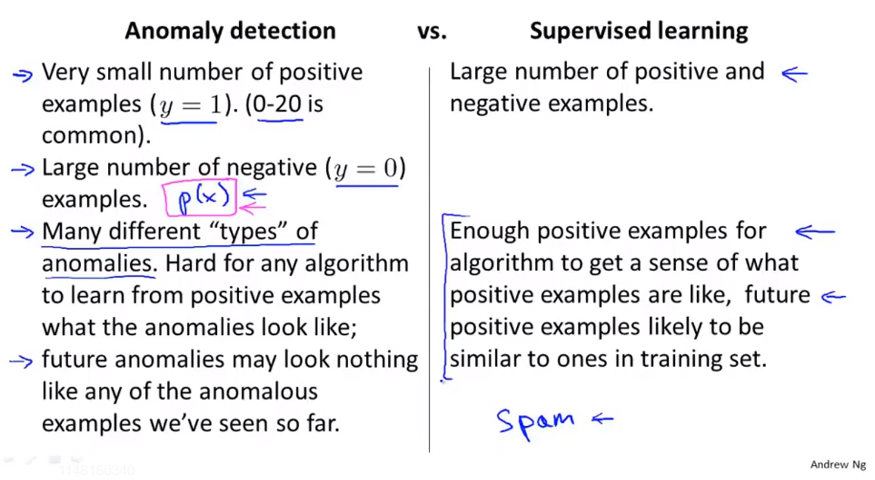 Anomaly detection vs. Supervised learning
Very small number of positive
examples (y = 1). (0-20 is
common).
Large number of negative (y = 0)
examples. p(x)
Many different “types” of
anomalies. Hard for any algorithm
to learn from positive examples
what the anomalies look like;
future anomalies may look nothing
like any of the anomalous
examples we’ve seen so far.
Large number of positive and
negative examples.
Enough positive examples for
algorithm to get a sense of what
positive examples are like, future
positive examples likely to be
similar to ones in training set.
Spam
Andrew Ng